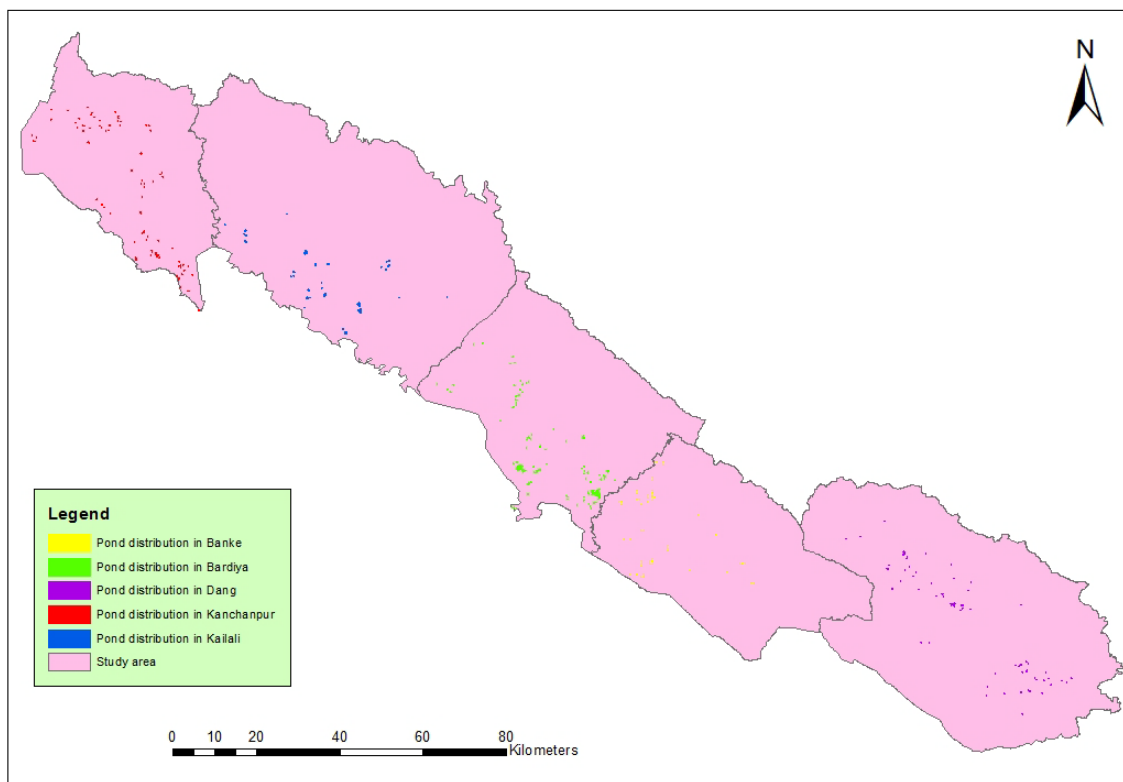 N
Legend
Pond distribution in Banke
Pond distribution in Bardiya
Pond distribution in Dang
Pond distribution in Kanchanpur
Pond distribution in Kailali
Study area
0 10 20 40 60 80 Kilometers